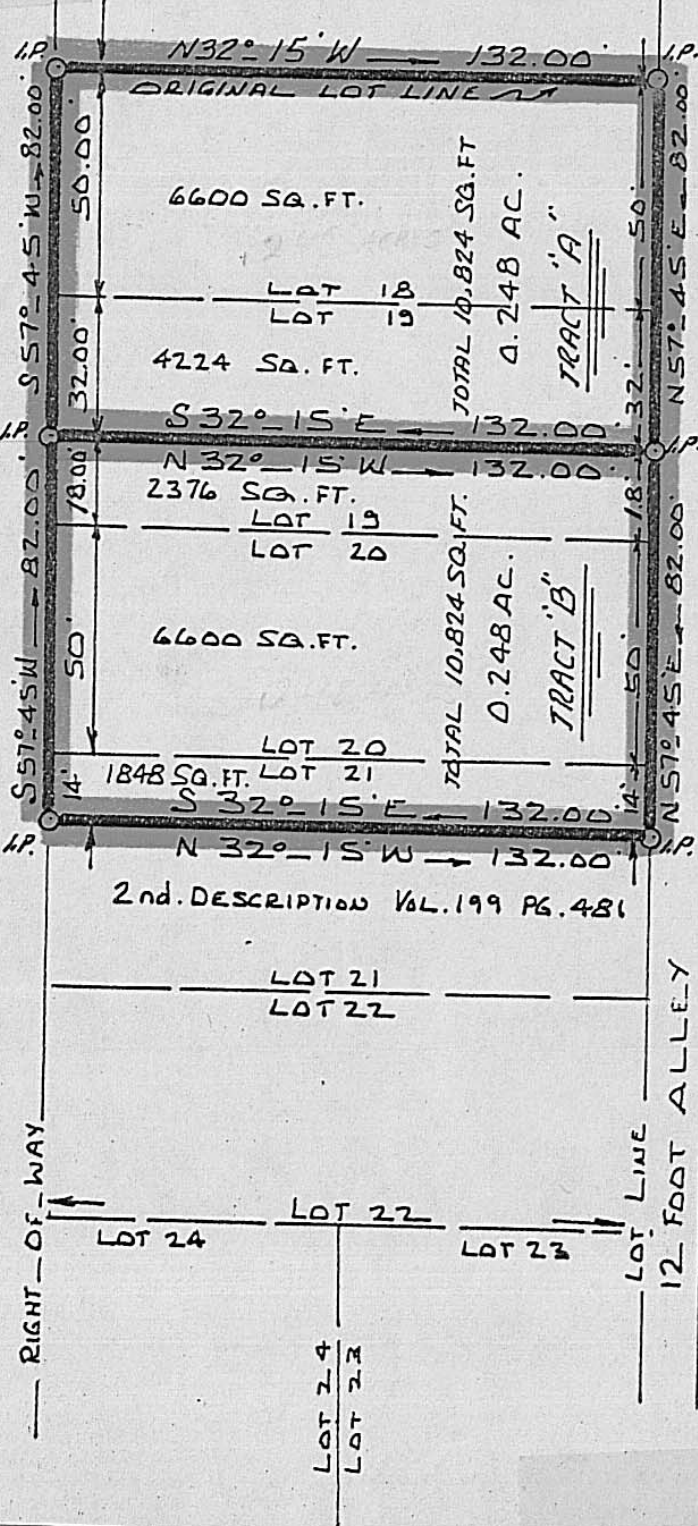 I.P.
N32°-15'W 132.00'
I.P.
ORIGINAL LOT LINE
S57°-45'W 82.00'
50.00'
6600 SQ.FT.
TOTAL 10,824 SQ.FT
0.248 AC.
TRACT "A"
50'
N57°-45'E 82.00'
LOT 18
LOT 19
32.00'
4224 SQ.FT.
32'
S32°-15'E 132.00'
I.P.
I.P.
N32°-15'W 132.00'
18.00'
2376 SQ.FT.
18'
LOT 19
LOT 20
S57°-45'W 82.00'
50'
6600 SQ.FT.
TOTAL 10,824 SQ.FT.
0.248 AC.
TRACT "B"
50'
N57°-45'E 82.00'
LOT 20
LOT 21
14'
1848 SQ.FT.
14'
S 32°-15'E 132.00'
I.P.
I.P.
N 32°-15'W 132.00'
2nd. DESCRIPTION VOL.199 PG.481
LOT 21
LOT 22
RIGHT-OF-WAY
LOT LINE
12 FOOT ALLEY
LOT 22
LOT 24
LOT 23
LOT 24
LOT 23